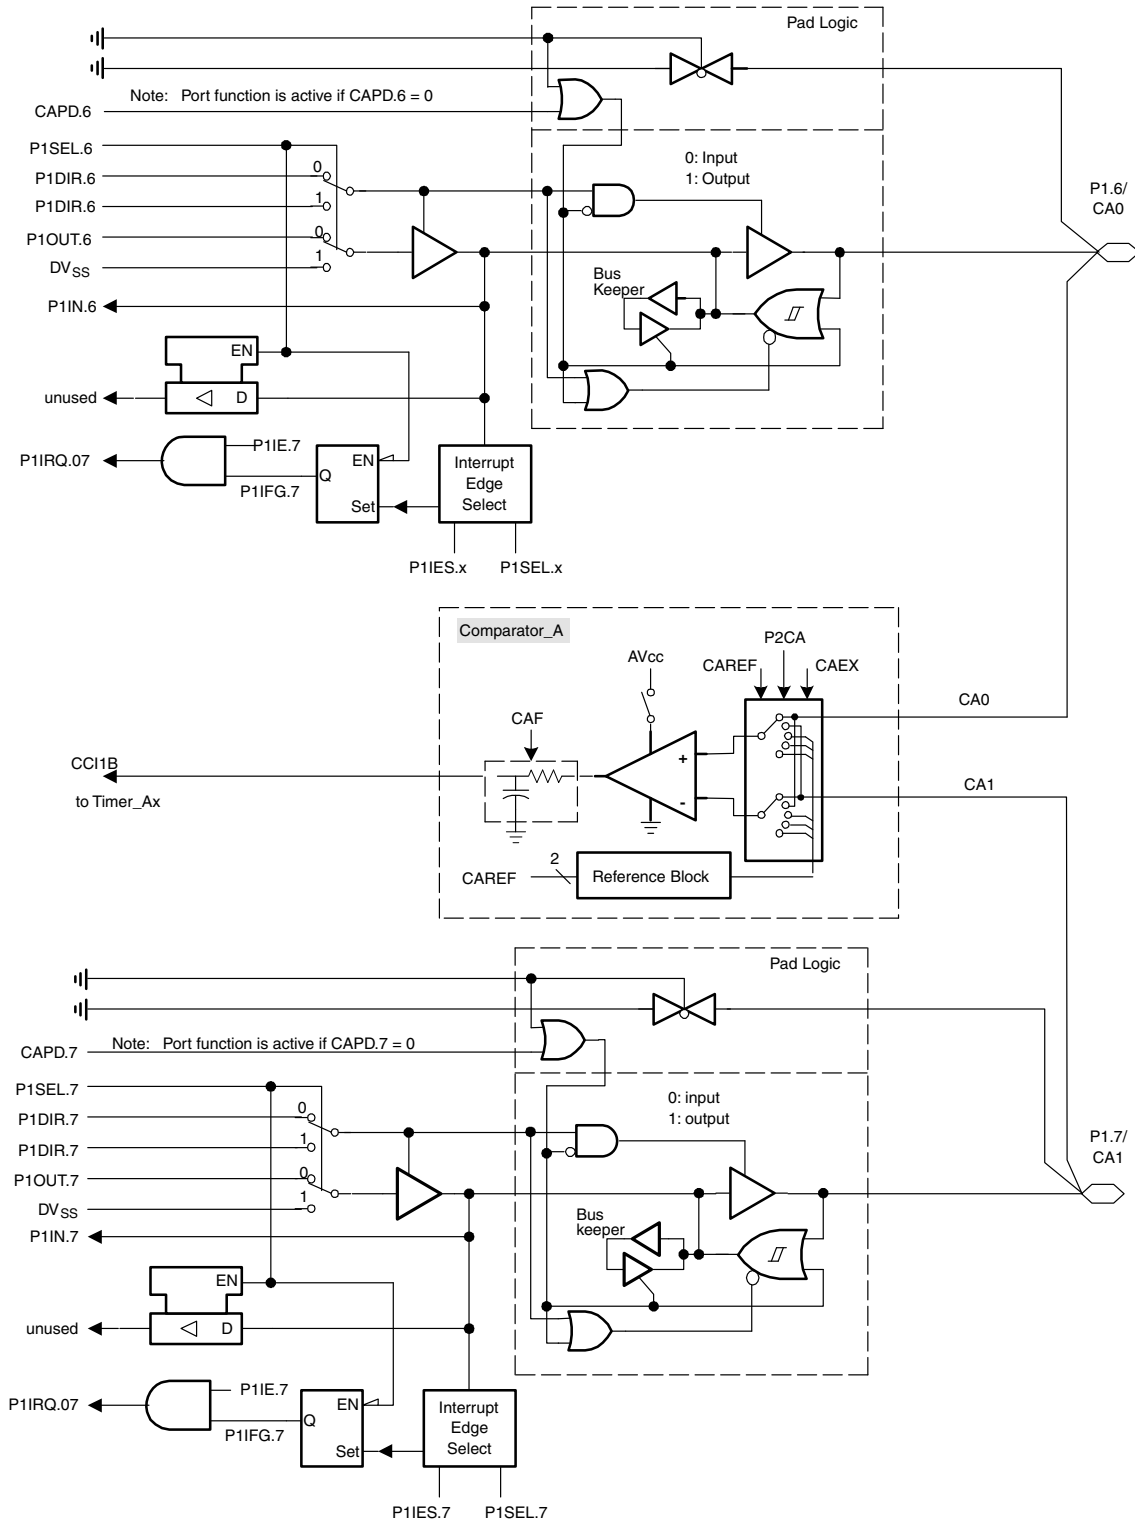 Pad Logic
Note: Port function is active if CAPD.6 = 0
CAPD.6
P1SEL.6
0: Input
1: Output
0
P1DIR.6
1
P1DIR.6
P1.6/
CA0
0
P1OUT.6
1
DVSS
Bus
Keeper
P1IN.6
EN
unused
D
P1IE.7
P1IRQ.07
EN
Q
P1IFG.7
Set
Interrupt
Edge
Select
P1IES.x
P1SEL.x
Comparator_A
P2CA
AVcc
CAREF
CAEX
CA0
CAF
+
CCI1B
to Timer_Ax
CA1
-
2
CAREF
Reference Block
Pad Logic
Note: Port function is active if CAPD.7 = 0
CAPD.7
P1SEL.7
0: input
1: output
0
P1DIR.7
1
P1DIR.7
P1.7/
CA1
0
P1OUT.7
1
DVSS
Bus
keeper
P1IN.7
EN
unused
D
P1IE.7
P1IRQ.07
EN
Q
P1IFG.7
Set
Interrupt
Edge
Select
P1IES.7
P1SEL.7